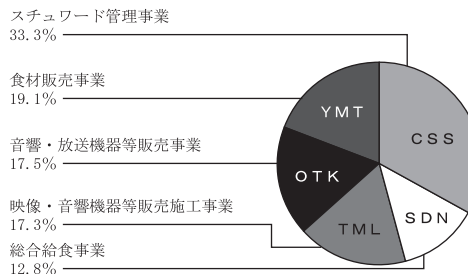 スチュワード管理事業
33.3%
食材販売事業
19.1%
音響・放送機器等販売事業
17.5%
映像・音響機器等販売施工事業
17.3%
総合給食事業
12.8%
YMT
CSS
OTK
SDN
TML